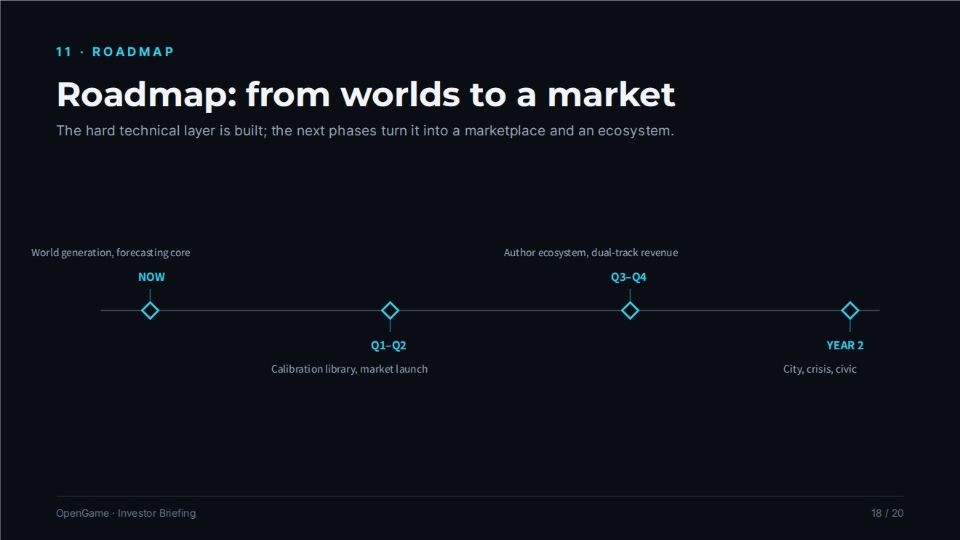 11 · ROADMAP
Roadmap: from worlds to a market
The hard technical layer is built; the next phases turn it into a marketplace and an ecosystem.
World generation, forecasting core
NOW
Q1–Q2
Calibration library, market launch
Author ecosystem, dual-track revenue
Q3–Q4
YEAR 2
City, crisis, civic
OpenGame · Investor Briefing
18 / 20